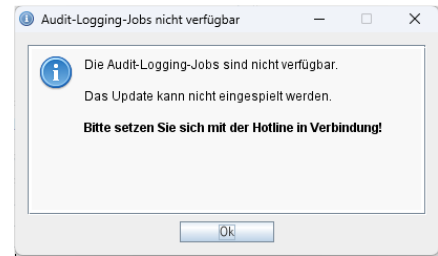 Audit-Logging-Jobs nicht verfügbar
Die Audit-Logging-Jobs sind nicht verfügbar.
Das Update kann nicht eingespielt werden.
Bitte setzen Sie sich mit der Hotline in Verbindung!
Ok